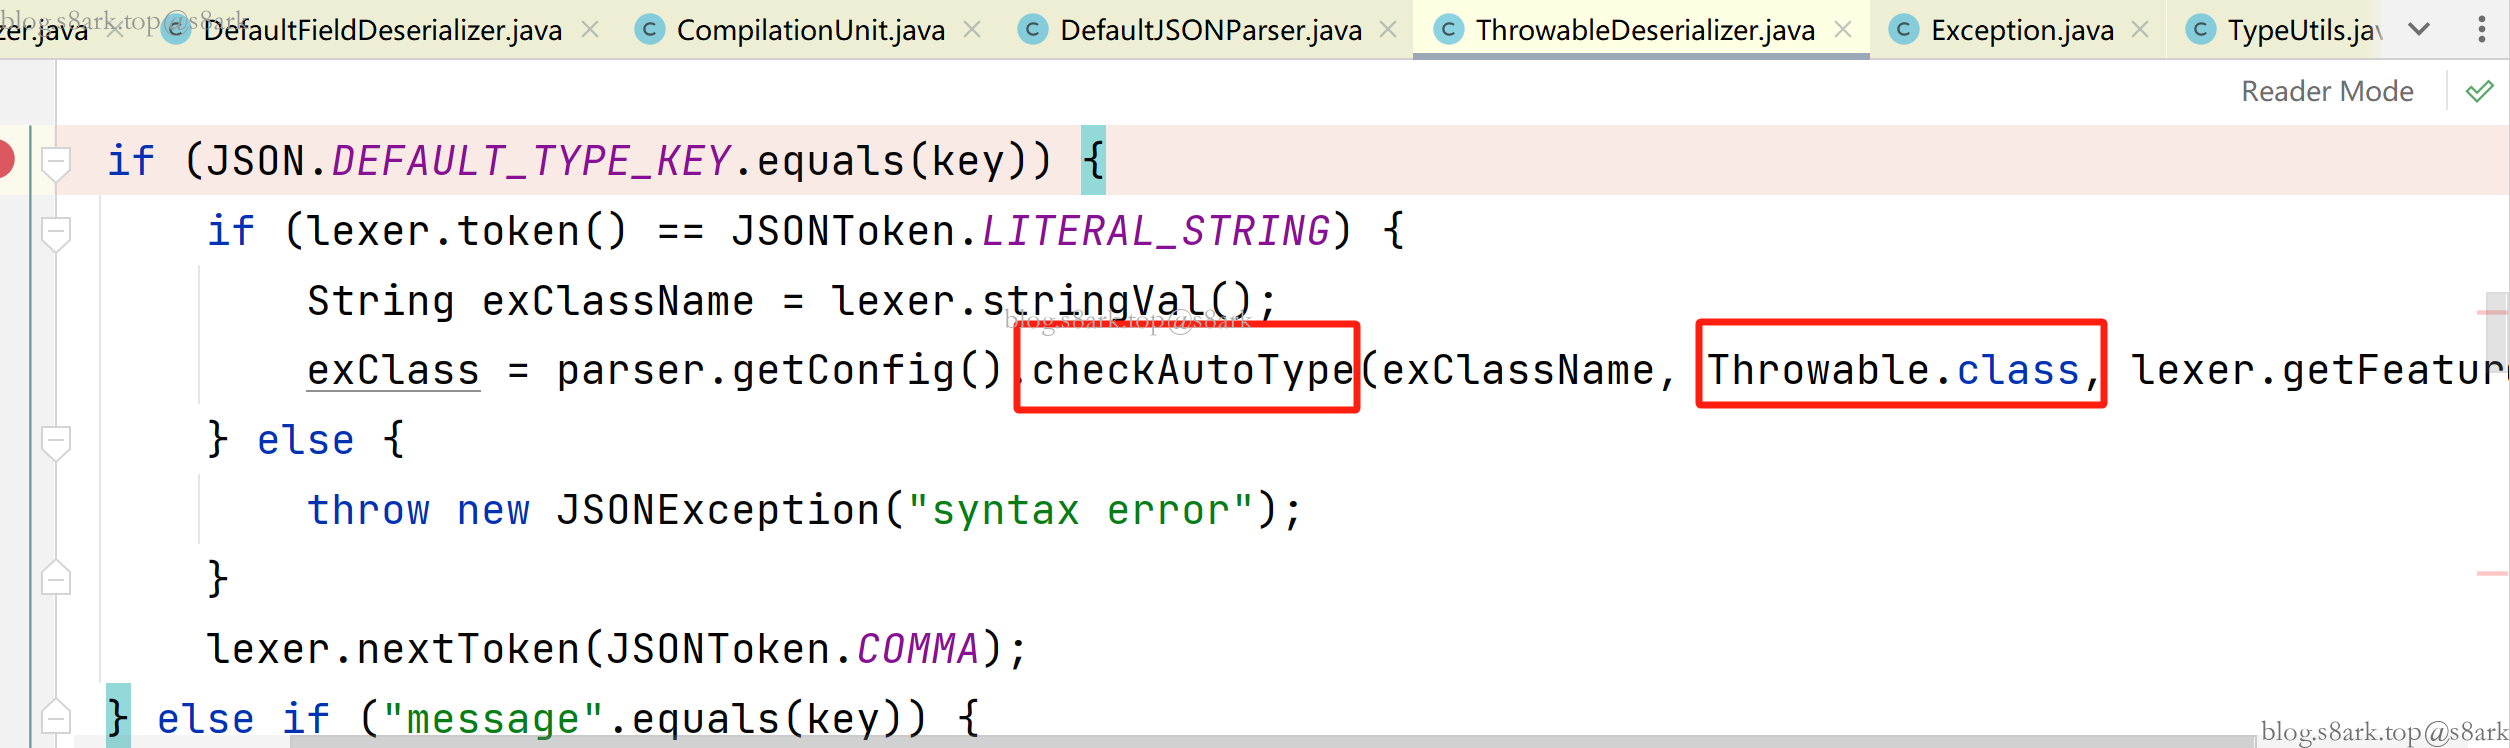 zer.java DefaultFieldDeserializer.java CompilationUnit.java DefaultJSONParser.java ThrowableDeserializer.java Exception.java TypeUtils.jav
blog.s8ark.top@s8ark
Reader Mode
if (JSON.DEFAULT_TYPE_KEY.equals(key)) {
if (lexer.token() == JSONToken.LITERAL_STRING) {
String exClassName = lexer.stringVal();
blog.s8ark.top@s8ark
exClass = parser.getConfig().checkAutoType(exClassName, Throwable.class, lexer.getFeature
} else {
throw new JSONException("syntax error");
}
lexer.nextToken(JSONToken.COMMA);
} else if ("message".equals(key)) {
blog.s8ark.top@s8ark